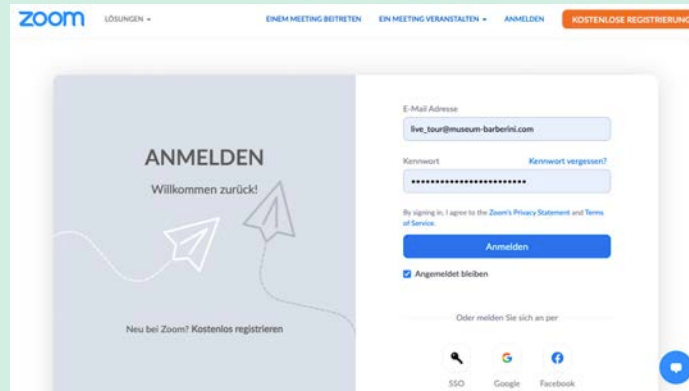 zoom
LÖSUNGEN
EINEM MEETING BEITRETEN
EIN MEETING VERANSTALTEN
ANMELDEN
KOSTENLOSE REGISTRIERUNG
ANMELDEN
Willkommen zurück!
Neu bei Zoom? Kostenlos registrieren
E-Mail Adresse
live_tour@museum-barberini.com
Kennwort
Kennwort vergessen?
By signing in, I agree to the Zoom's Privacy Statement and Terms
of Service.
Anmelden
Angemeldet bleiben
Oder melden Sie sich an per
SSO
Google
Facebook